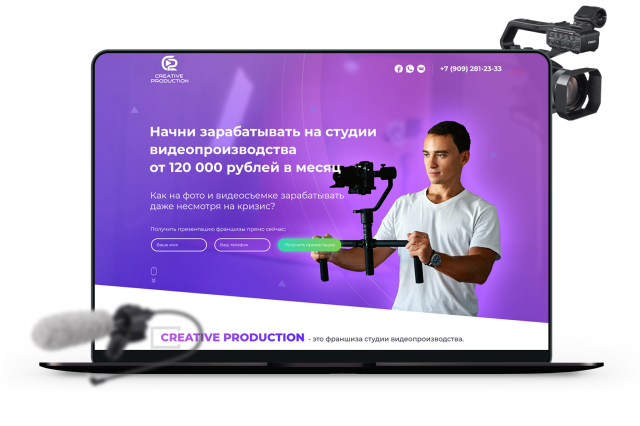 CREATIVE
PRODUCTION
+7 (909) 281-23-33
Начни зарабатывать на студии
видеопроизводства
от 120 000 рублей в месяц
Как на фото и видеосъемке зарабатывать
даже несмотря на кризис?
Получить презентацию франшизы прямо сейчас:
Ваше имя
Ваш телефон
Получить презентацию
CREATIVE PRODUCTION - это франшиза студии видеопроизводства.